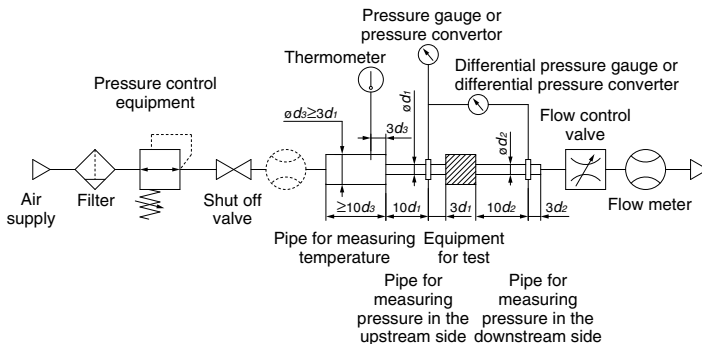 Pressure gauge or
pressure convertor
Thermometer
Differential pressure gauge or
differential pressure converter
Pressure control
equipment
ød1
ød3≥3d1
3d3
ød2
Flow control
valve
Air
supply
Filter
Shut off
valve
≥10d3
10d1
3d1
10d2
3d2
Flow meter
Pipe for measuring
temperature
Equipment
for test
Pipe for
measuring
pressure in the
upstream side
Pipe for
measuring
pressure in the
downstream side